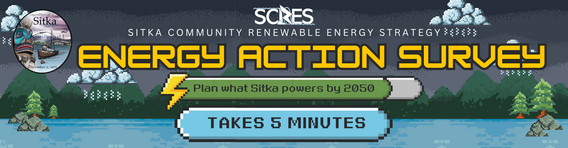 SCRES
SITKA COMMUNITY RENEWABLE ENERGY STRATEGY
Sitka
ENERGY ACTION SURVEY
Plan what Sitka powers by 2050
TAKES 5 MINUTES